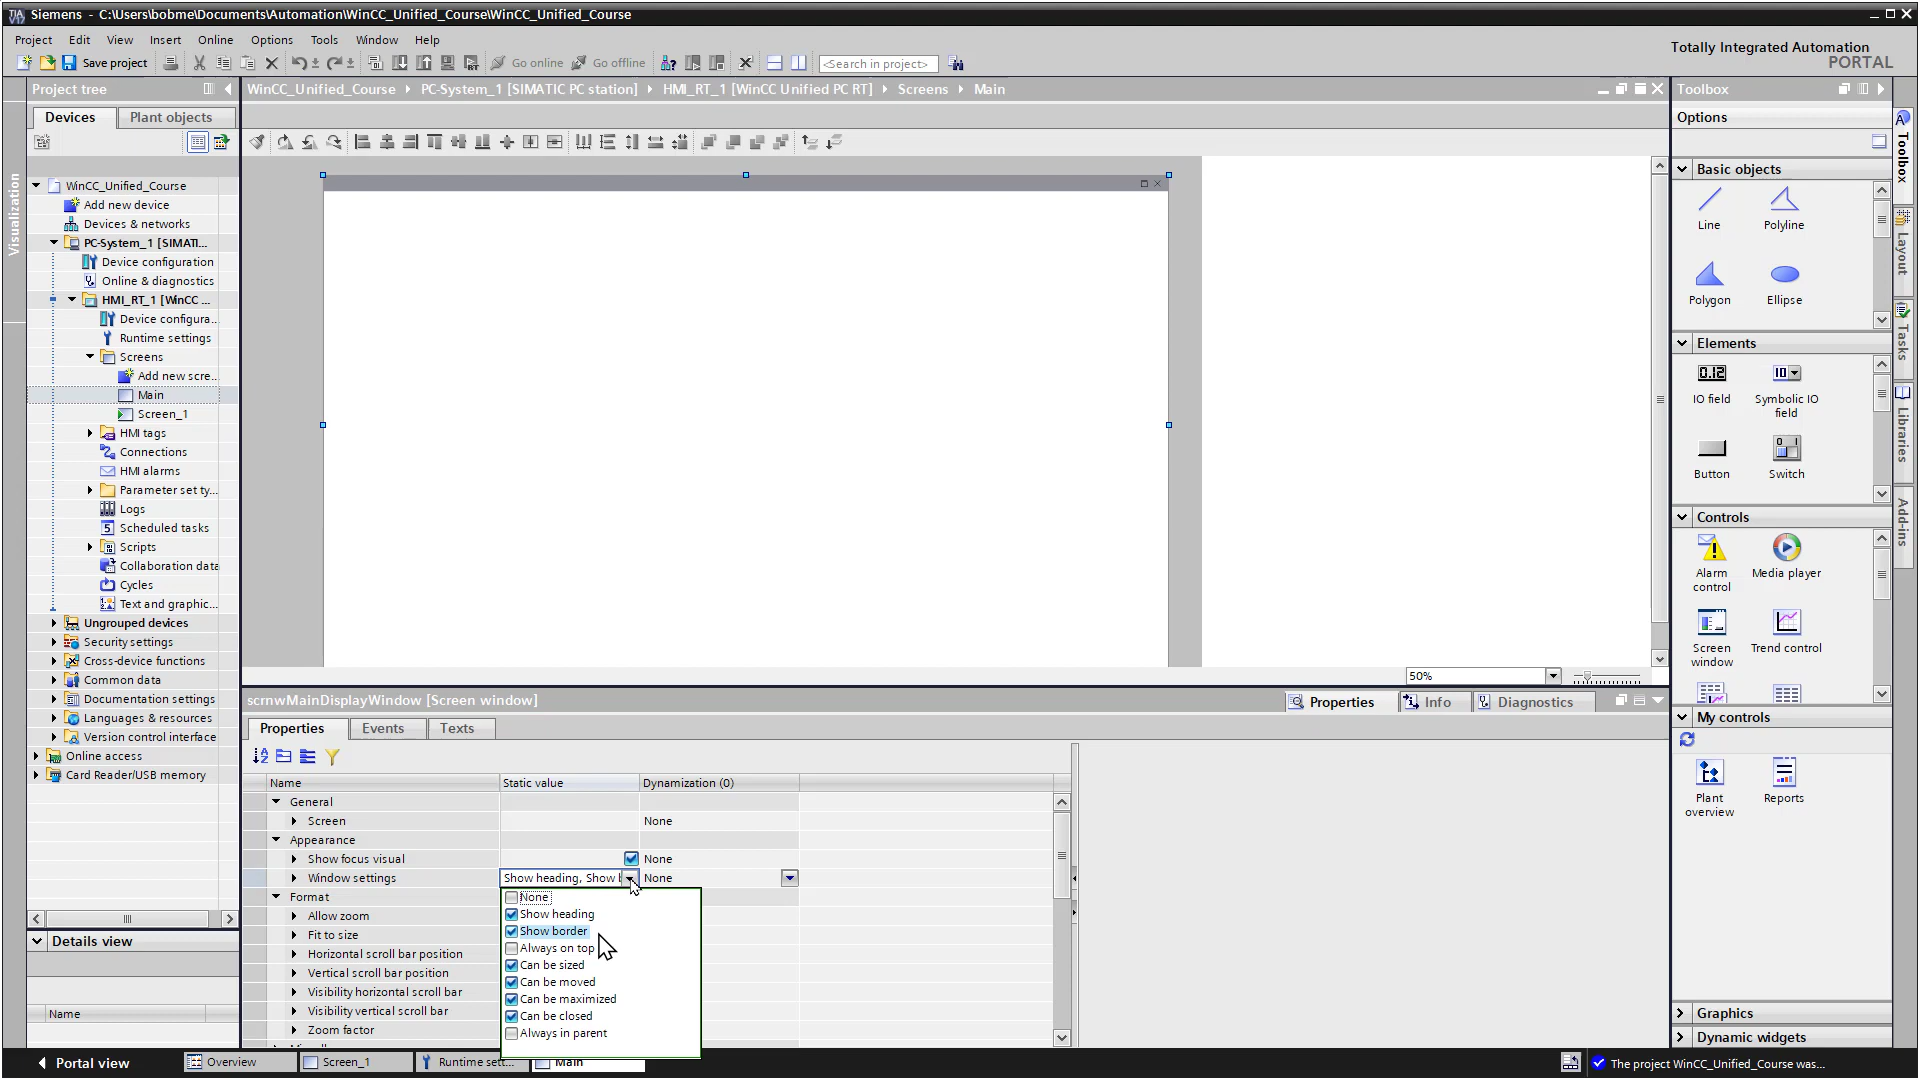 Siemens - C:\Users\bobme\Documents\Automation\WinCC_Unified_Course\WinCC_Unified_Course
Project Edit View Insert Online Options Tools Window Help
Totally Integrated Automation
PORTAL
Save project
Go online
Go offline
<Search in project>
Project tree
WinCC_Unified_Course
PC-System_1 [SIMATIC PC station]
HMI_RT_1 [WinCC Unified PC RT]
Screens
Main
Toolbox
Devices
Plant objects
Options
Visualization
WinCC_Unified_Course
Add new device
Devices & networks
PC-System_1 [SIMATI...
Device configuration
Online & diagnostics
HMI_RT_1 [WinCC ...
Device configura...
Runtime settings
Screens
Add new scre...
Main
Screen_1
HMI tags
Connections
HMI alarms
Parameter set ty...
Logs
Scheduled tasks
Scripts
Collaboration data
Cycles
Text and graphic...
Ungrouped devices
Security settings
Cross-device functions
Common data
Documentation settings
Languages & resources
Version control interface
Online access
Card Reader/USB memory
Details view
Name
50%
scrnwMainDisplayWindow [Screen window]
Properties
Info
Diagnostics
Properties
Events
Texts
Name
Static value
Dynamization (0)
General
Screen
None
Appearance
Show focus visual
None
Window settings
Show heading, Show b
None
Format
Allow zoom
Fit to size
Horizontal scroll bar position
Vertical scroll bar position
Visibility horizontal scroll bar
Visibility vertical scroll bar
Zoom factor
None
Show heading
Show border
Always on top
Can be sized
Can be moved
Can be maximized
Can be closed
Always in parent
Basic objects
Line
Polyline
Polygon
Ellipse
Elements
0.12
IO field
10
Symbolic IO
field
Button
0 1
Switch
Controls
Alarm
control
Media player
Screen
window
Trend control
My controls
Plant
overview
Reports
Graphics
Dynamic widgets
Toolbox
Layout
Tasks
Libraries
Add-ins
Portal view
Overview
Screen_1
Runtime sett...
Main
The project WinCC_Unified_Course was...